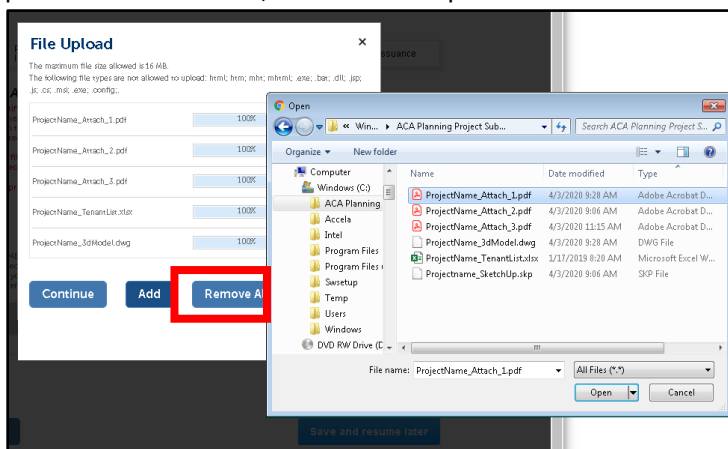 File Upload ×
The maximum file size allowed is 16 MB.
The following file types are not allowed to upload: html; htm; mht; mhtml; .exe; .bat; .dll; .jsp;
.js; .cs; .msi; .exe; .config;.
ProjectName_Attach_1.pdf 100%
ProjectName_Attach_2.pdf 100%
ProjectName_Attach_3.pdf 100%
ProjectName_TenantList.xlsx 100%
ProjectName_3dModel.dwg 100%
Continue Add Remove Al
ssuance
Open
« Win... ▸ ACA Planning Project Sub... Search ACA Planning Project S...
Organize New folder
Name Date modified Type
Computer
Windows (C:)
ACA Planning
Accela
Intel
Program Files
Program Files
Swsetup
Temp
Users
Windows
DVD RW Drive (D
ProjectName_Attach_1.pdf 4/3/2020 9:28 AM Adobe Acrobat D...
ProjectName_Attach_2.pdf 4/3/2020 9:06 AM Adobe Acrobat D...
ProjectName_Attach_3.pdf 4/3/2020 11:15 AM Adobe Acrobat D...
ProjectName_3dModel.dwg 4/3/2020 9:28 AM DWG File
ProjectName_TenantList.xlsx 1/17/2019 8:20 AM Microsoft Excel W...
Projectname_SketchUp.skp 4/3/2020 9:06 AM SKP File
File name: ProjectName_Attach_1.pdf All Files (*.*)
Open Cancel
Save and resume later